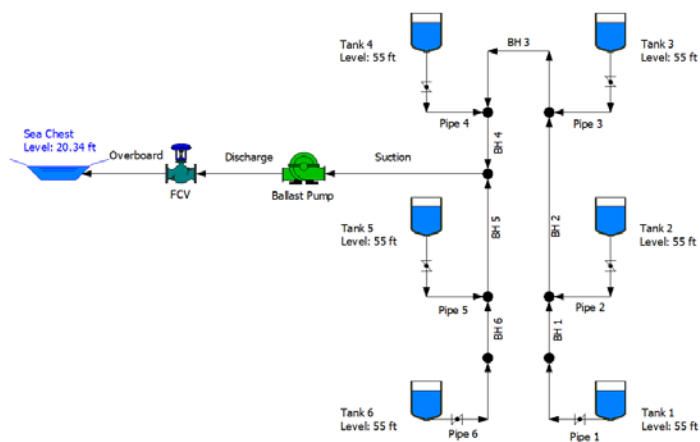 Tank 4
Level: 55 ft
BH 3
Tank 3
Level: 55 ft
Pipe 4
Pipe 3
Sea Chest
Level: 20.34 ft
Overboard
Discharge
Suction
BH 4
FCV
Ballast Pump
Tank 5
Level: 55 ft
BH 5
BH 2
Tank 2
Level: 55 ft
Pipe 5
Pipe 2
BH 6
BH 1
Tank 6
Level: 55 ft
Pipe 6
Pipe 1
Tank 1
Level: 55 ft